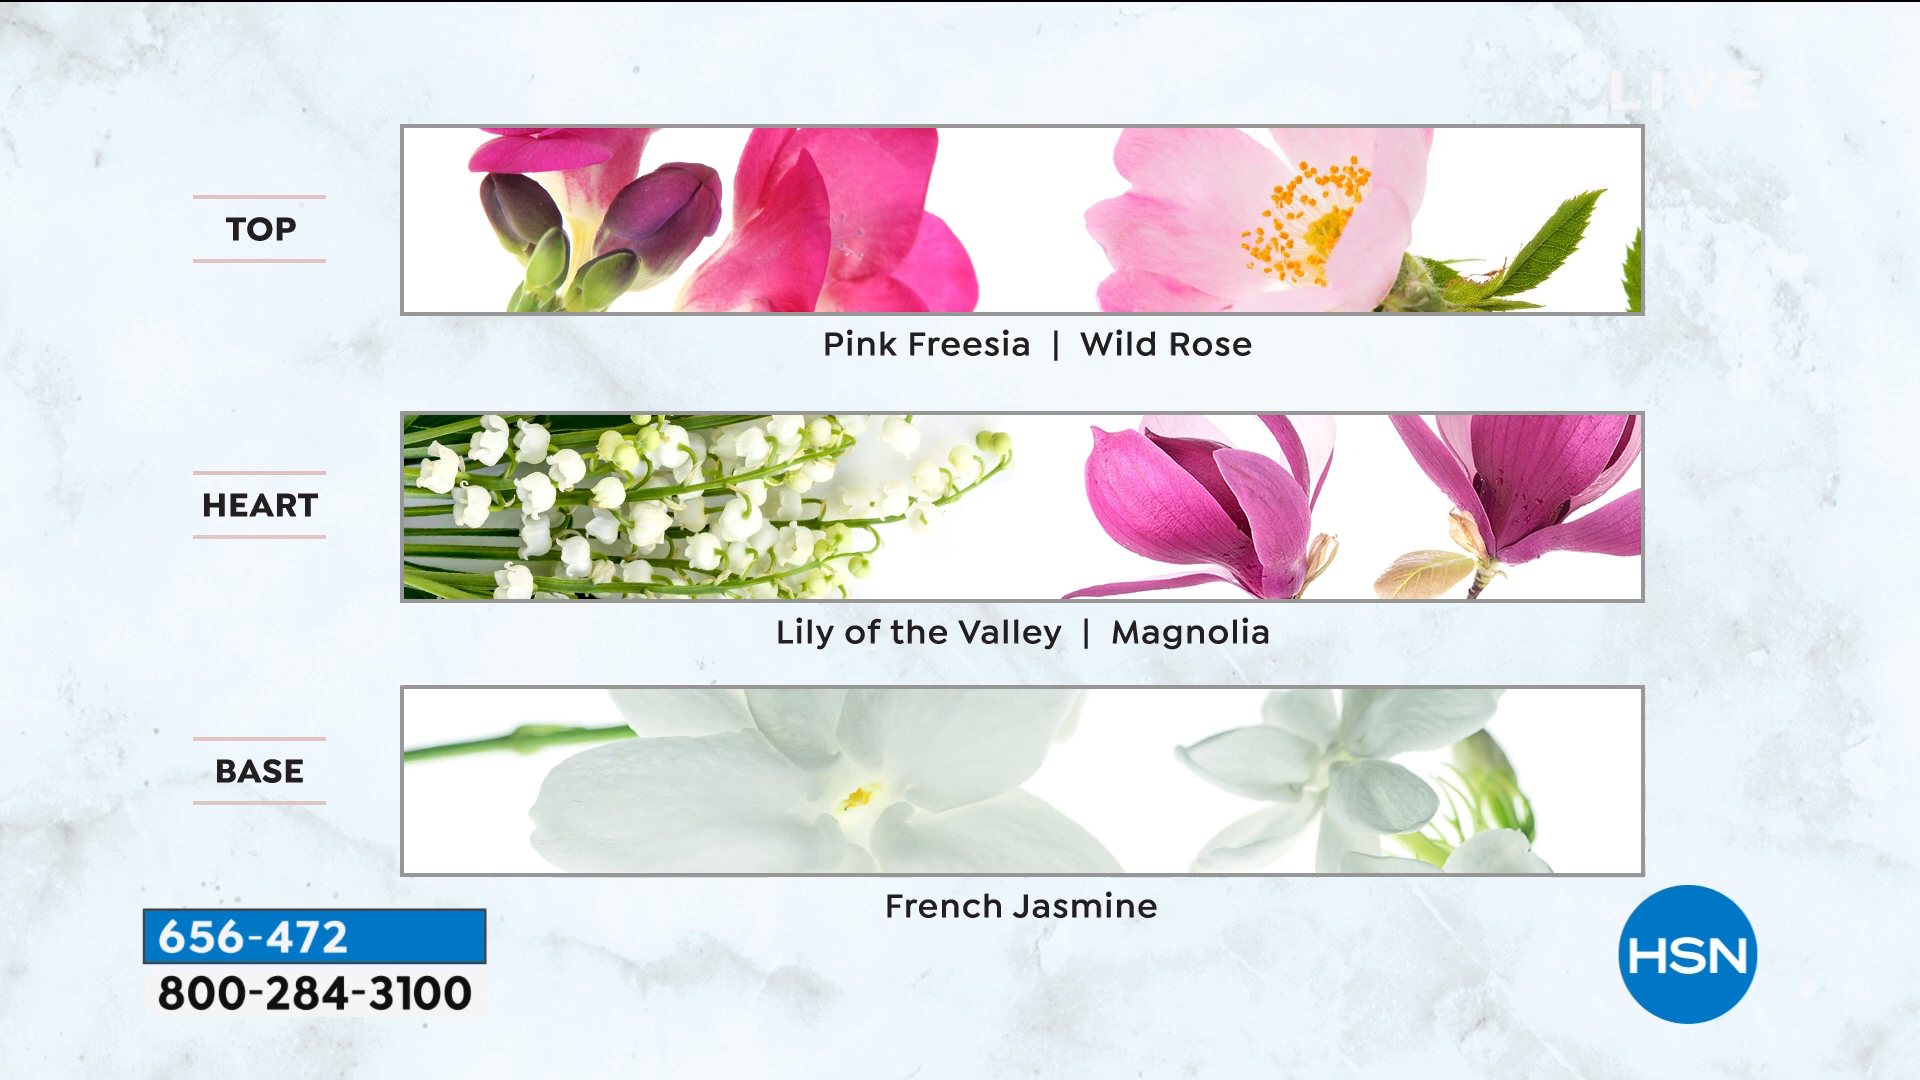 LIVE
TOP
Pink Freesia | Wild Rose
HEART
Lily of the Valley | Magnolia
BASE
French Jasmine
656-472
800-284-3100
HSN